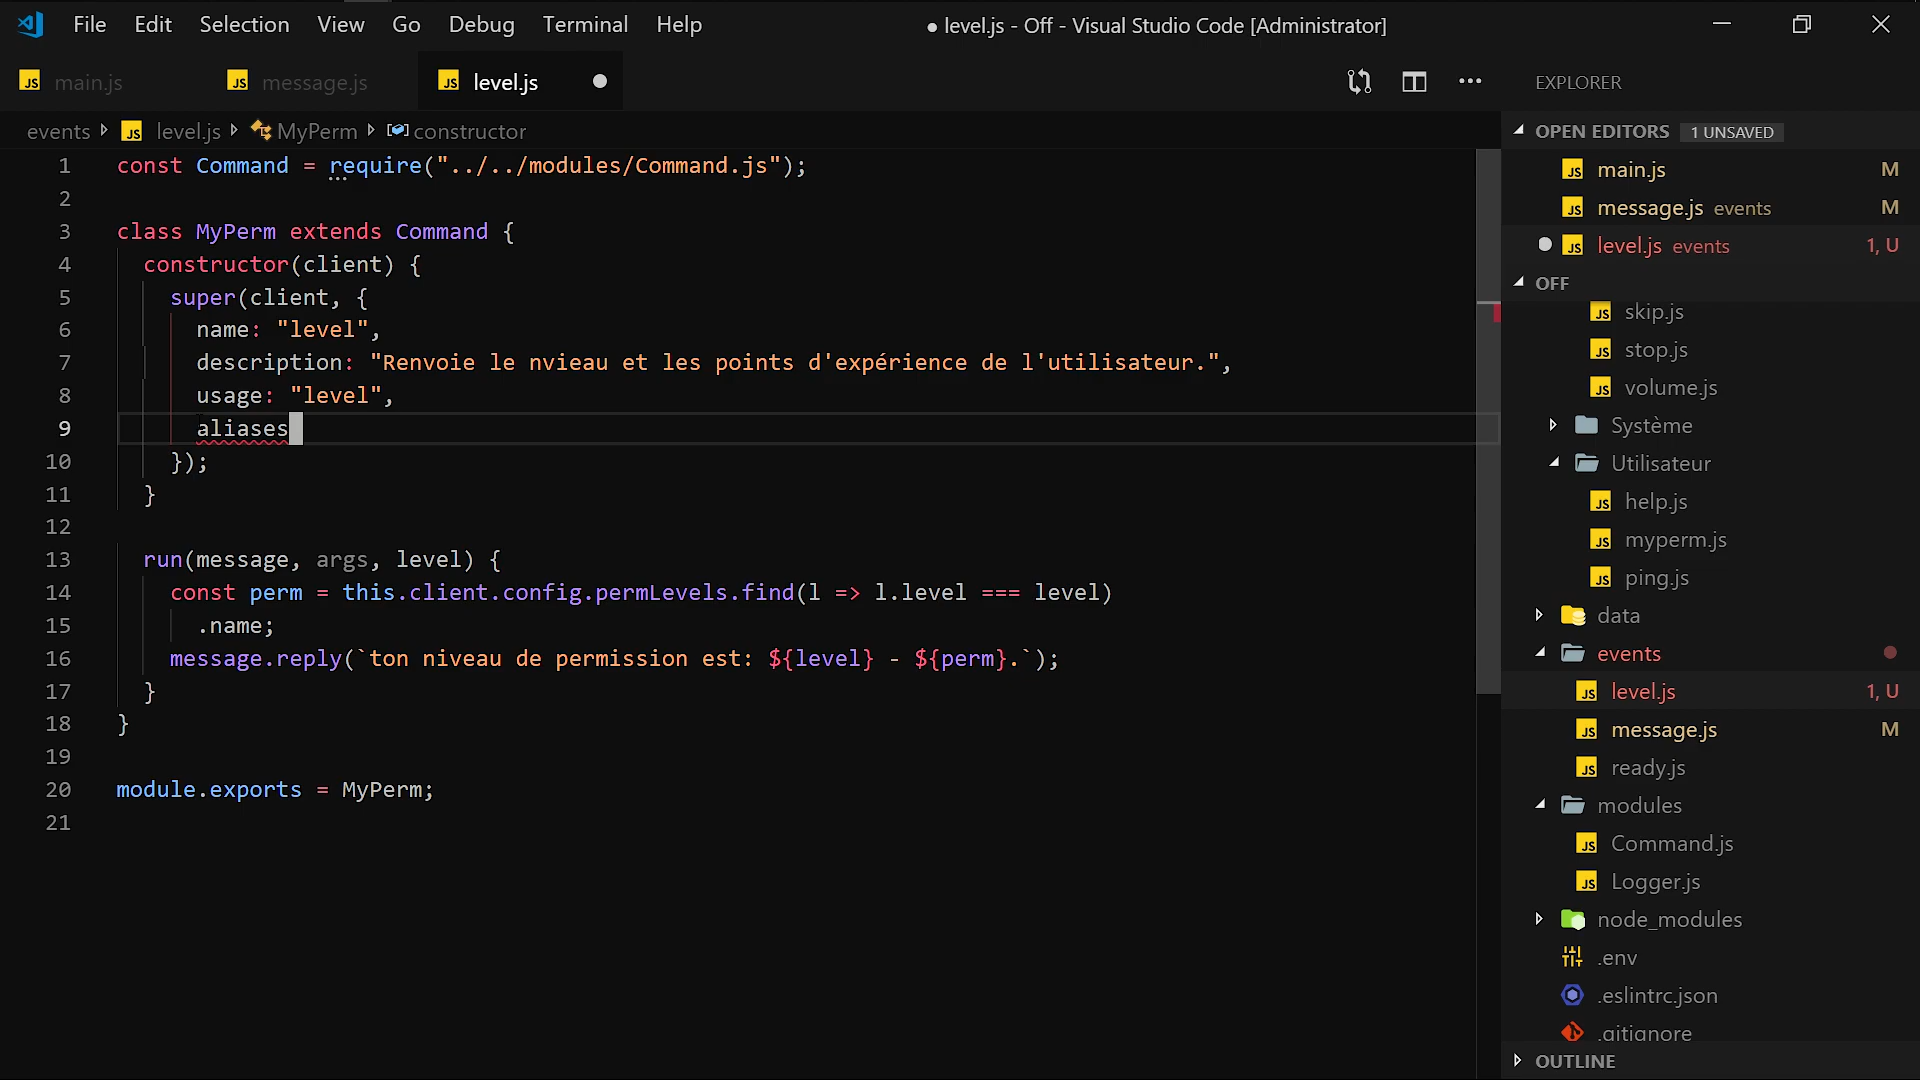 File Edit Selection View Go Debug Terminal Help
● level.js - Off - Visual Studio Code [Administrator]
main.js
message.js
level.js
EXPLORER
events level.js MyPerm constructor
1 const Command = require("../../modules/Command.js");
2
3 class MyPerm extends Command {
4 constructor(client) {
5 super(client, {
6 name: "level",
7 description: "Renvoie le nvieau et les points d'expérience de l'utilisateur.",
8 usage: "level",
9 aliases
10 });
11 }
12
13 run(message, args, level) {
14 const perm = this.client.config.permLevels.find(l => l.level === level)
15 .name;
16 message.reply(`ton niveau de permission est: ${level} - ${perm}.`);
17 }
18 }
19
20 module.exports = MyPerm;
21
OPEN EDITORS 1 UNSAVED
main.js M
message.js events M
level.js events 1, U
OFF
skip.js
stop.js
volume.js
Système
Utilisateur
help.js
myperm.js
ping.js
data
events
level.js 1, U
message.js M
ready.js
modules
Command.js
Logger.js
node_modules
.env
.eslintrc.json
.gitignore
OUTLINE